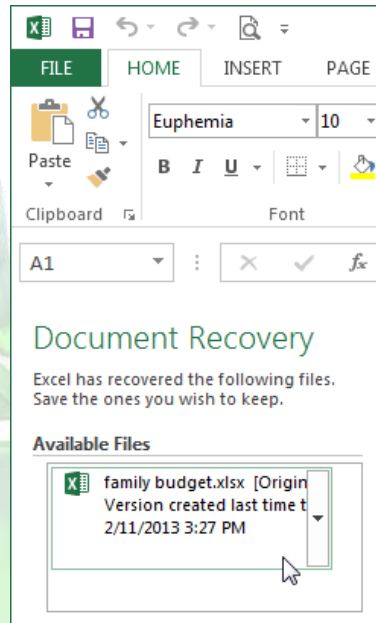 FILE HOME INSERT PAGE
Euphemia 10
Paste B I U
Clipboard Font
A1 fx
Document Recovery
Excel has recovered the following files.
Save the ones you wish to keep.
Available Files
family budget.xlsx [Origin
Version created last time t
2/11/2013 3:27 PM